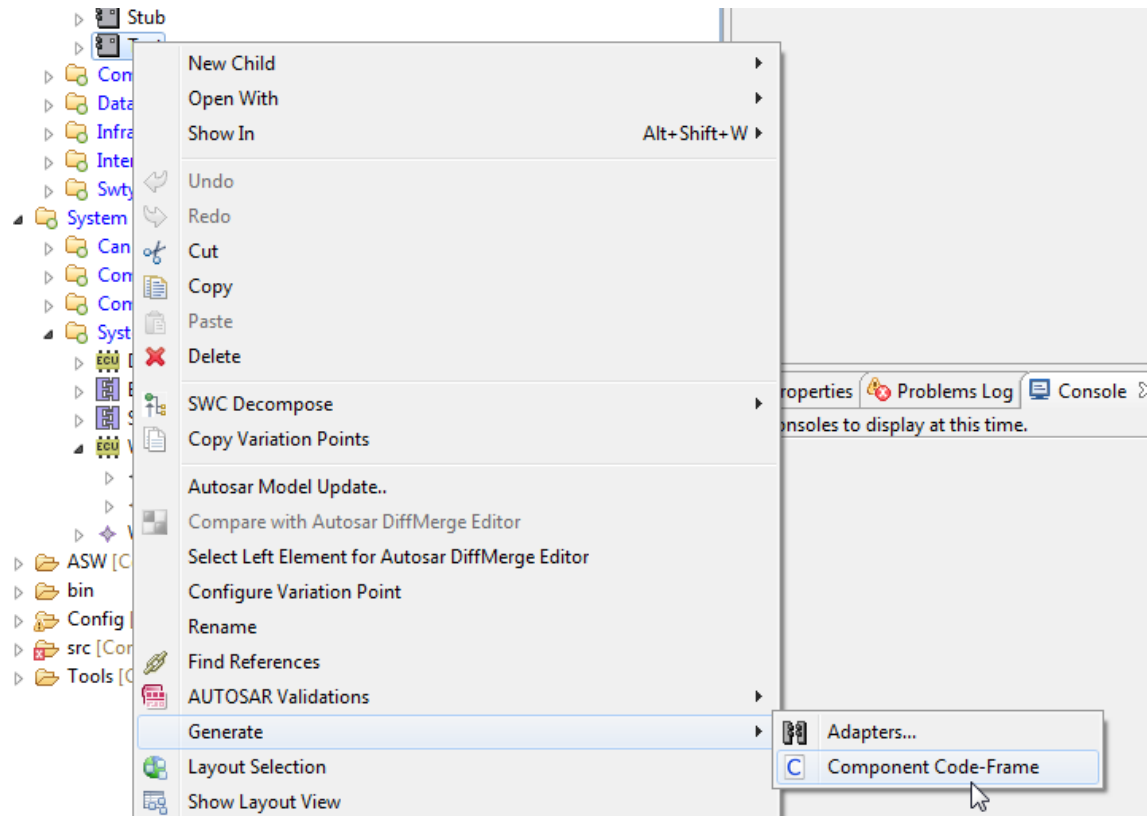 Stub
New Child
Open With
Show In Alt+Shift+W
Undo
Redo
System
Cut
Copy
Paste
Delete
SWC Decompose
Copy Variation Points
Properties Problems Log Console
onsoles to display at this time.
Autosar Model Update..
Compare with Autosar DiffMerge Editor
Select Left Element for Autosar DiffMerge Editor
ASW [C
bin
Configure Variation Point
Config [
Rename
src [Cor
Find References
Tools [C
AUTOSAR Validations
Generate
Adapters...
Layout Selection
Component Code-Frame
Show Layout View